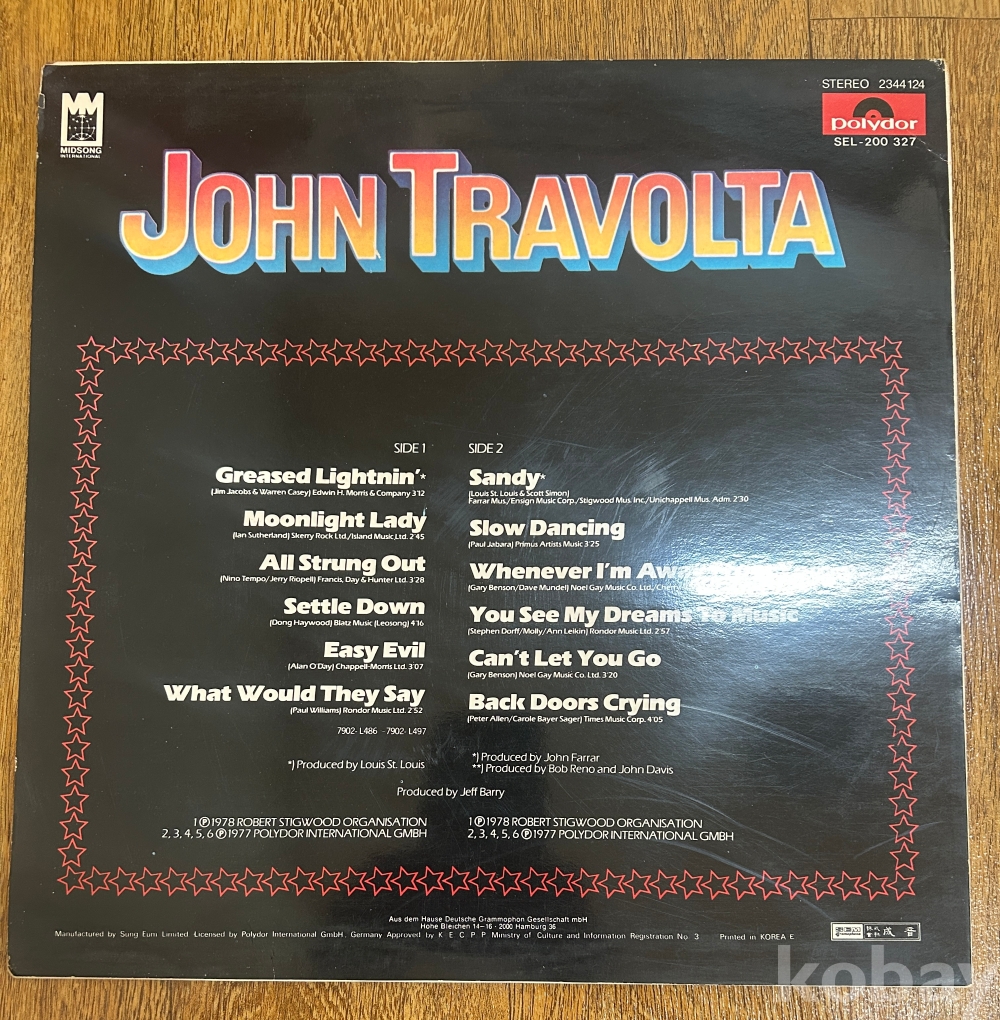 MIDSONG
INTERNATIONAL
STEREO 2344 124
polydor
SEL-200 327
JOHN TRAVOLTA
SIDE 1
Greased Lightnin'*
(Jim Jacobs & Warren Casey) Edwin H. Morris & Company 3'12
Moonlight Lady
(Ian Sutherland) Skerry Rock Ltd./Island Music,Ltd. 2'45
All Strung Out
(Nino Tempo/Jerry Riopell) Francis, Day & Hunter Ltd. 3'28
Settle Down
(Dong Haywood) Blatz Music (Leosong) 4'16
Easy Evil
(Alan O'Day) Chappell-Morris Ltd. 3'07
What Would They Say
(Paul Williams) Rondor Music Ltd. 2'52
7902- L486 -7902- L497
*) Produced by Louis St. Louis
SIDE 2
Sandy*
(Louis St. Louis & Scott Simon)
Farrar Mus./Ensign Music Corp./Stigwood Mus. Inc./Unichappell Mus. Adm. 2'30
Slow Dancing
(Paul Jabara) Primus Artists Music 3'25
Whenever I'm Away
(Gary Benson/Dave Mundel) Noel Gay Music Co. Ltd./Cherry
You See My Dreams To Music
(Stephen Dorff/Molly/Ann Leikin) Rondor Music Ltd. 2'57
Can't Let You Go
(Gary Benson) Noel Gay Music Co. Ltd. 3'20
Back Doors Crying
(Peter Allen/Carole Bayer Sager) Times Music Corp. 4'05
*) Produced by John Farrar
**) Produced by Bob Reno and John Davis
Produced by Jeff Barry
1 ℗ 1978 ROBERT STIGWOOD ORGANISATION
2, 3, 4, 5, 6 ℗ 1977 POLYDOR INTERNATIONAL GMBH
1 ℗ 1978 ROBERT STIGWOOD ORGANISATION
2, 3, 4, 5, 6 ℗ 1977 POLYDOR INTERNATIONAL GMBH
Aus dem Hause Deutsche Grammophon Gesellschaft mbH
Hohe Bleichen 14-16 · 2000 Hamburg 36
Manufactured by Sung Eum Limited Licensed by Polydor International GmbH, Germany Approved by K E C P P Ministry of Culture and Information Registration No 3 Printed in KOREA E
株式會社 成音
kobay